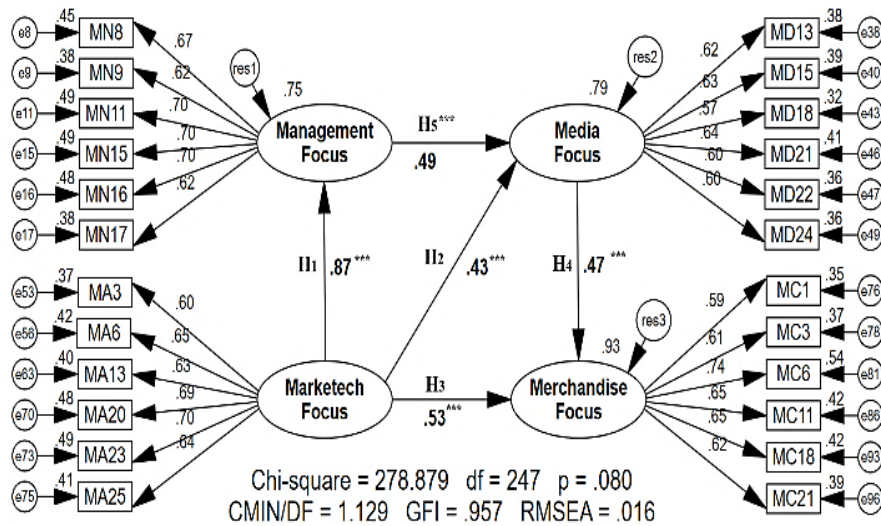 .45
e8 MN8
.67
.38
e9 MN9
.62
.49
e11 MN11
.70
.49
e15 MN15
.70
.48
e16 MN16
.70
.38
e17 MN17
.62
res1
.75
Management
Focus
H5***
.49
res2
.79
Media
Focus
.62
MD13 .38 e38
.63
MD15 .39 e40
.57
MD18 .32 e43
.64
MD21 .41 e46
.60
MD22 .36 e47
.60
MD24 .36 e49
H1 .87 ***
H2 .43 ***
H4 .47 ***
.37
e53 MA3
.60
.42
e56 MA6
.65
.40
e63 MA13
.63
.48
e70 MA20
.69
.49
e73 MA23
.70
.41
e75 MA25
.64
Marketech
Focus
H3
.53 ***
res3
.93
Merchandise
Focus
.59
MC1 .35 e76
.61
MC3 .37 e78
.74
MC6 .54 e81
.65
MC11 .42 e86
.65
MC18 .42 e93
.62
MC21 .39 e96
Chi-square = 278.879 df = 247 p = .080
CMIN/DF = 1.129 GFI = .957 RMSEA = .016